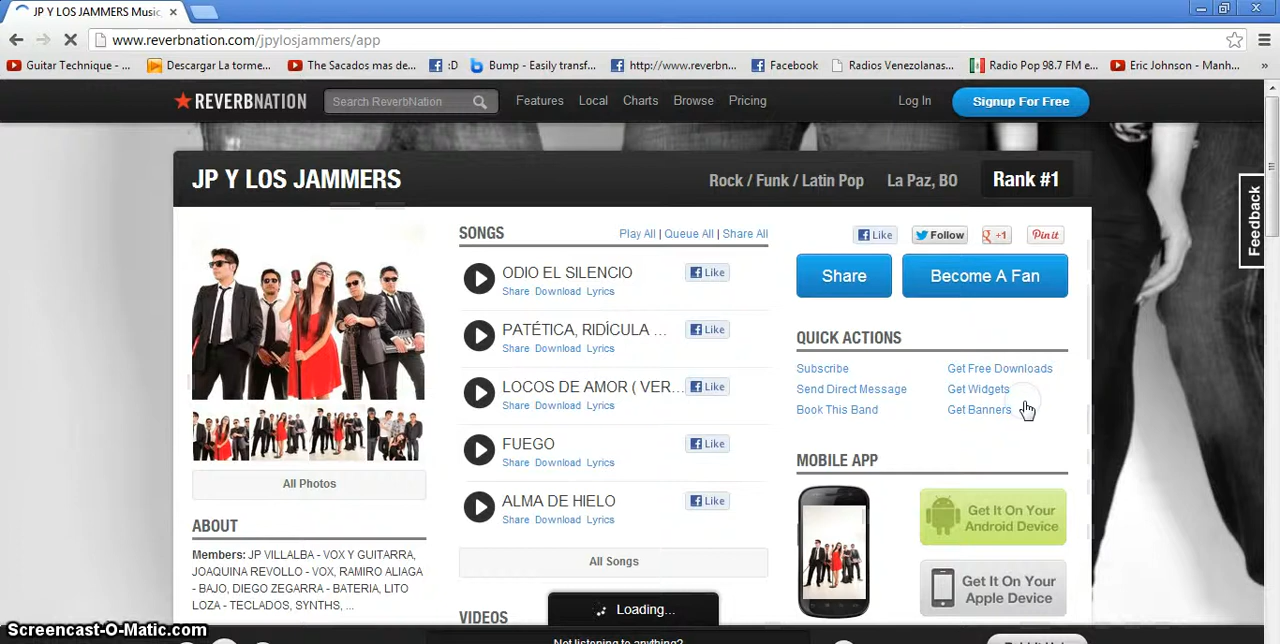 JP Y LOS JAMMERS Music,
www.reverbnation.com/jpylosjammers/app
Guitar Technique - ...
Descargar La torme...
The Sacados mas de...
:D
Bump - Easily transf...
http://www.reverbn...
Facebook
Radios Venezolanas...
Radio Pop 98.7 FM e...
Eric Johnson - Manh...
REVERBNATION
Search ReverbNation
Features
Local
Charts
Browse
Pricing
Log In
Signup For Free
JP Y LOS JAMMERS
Rock / Funk / Latin Pop
La Paz, BO
Rank #1
Feedback
All Photos
ABOUT
Members: JP VILLALBA - VOX Y GUITARRA,
JOAQUINA REVOLLO - VOX, RAMIRO ALIAGA
- BAJO, DIEGO ZEGARRA - BATERIA, LITO
LOZA - TECLADOS, SYNTHS, ...
SONGS
Play All | Queue All | Share All
ODIO EL SILENCIO
Like
Share Download Lyrics
PATÉTICA, RIDÍCULA ...
Like
Share Download Lyrics
LOCOS DE AMOR ( VER...
Like
Share Download Lyrics
FUEGO
Like
Share Download Lyrics
ALMA DE HIELO
Like
Share Download Lyrics
All Songs
VIDEOS
Loading...
Like
Follow
+1
Pin it
Share
Become A Fan
QUICK ACTIONS
Subscribe
Get Free Downloads
Send Direct Message
Get Widgets
Book This Band
Get Banners
MOBILE APP
Get It On Your
Android Device
Get It On Your
Apple Device
Screencast-O-Matic.com
Not listening to anything?